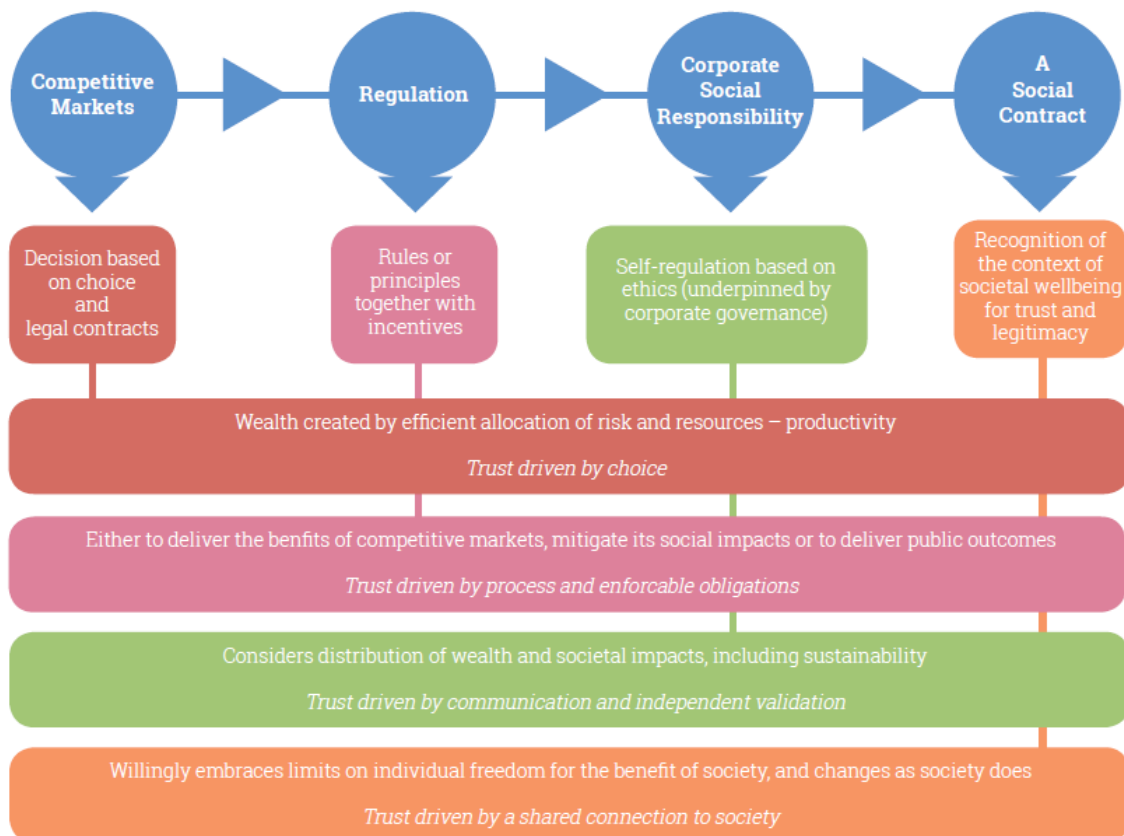 Competitive
Markets
Regulation
Corporate
Social
Responsibility
A
Social
Contract
Decision based
on choice
and
legal contracts
Rules or
principles
together with
incentives
Self-regulation based on
ethics (underpinned by
corporate governance)
Recognition of
the context of
societal wellbeing
for trust and
legitimacy
Wealth created by efficient allocation of risk and resources – productivity
Trust driven by choice
Either to deliver the benfits of competitive markets, mitigate its social impacts or to deliver public outcomes
Trust driven by process and enforcable obligations
Considers distribution of wealth and societal impacts, including sustainability
Trust driven by communication and independent validation
Willingly embraces limits on individual freedom for the benefit of society, and changes as society does
Trust driven by a shared connection to society